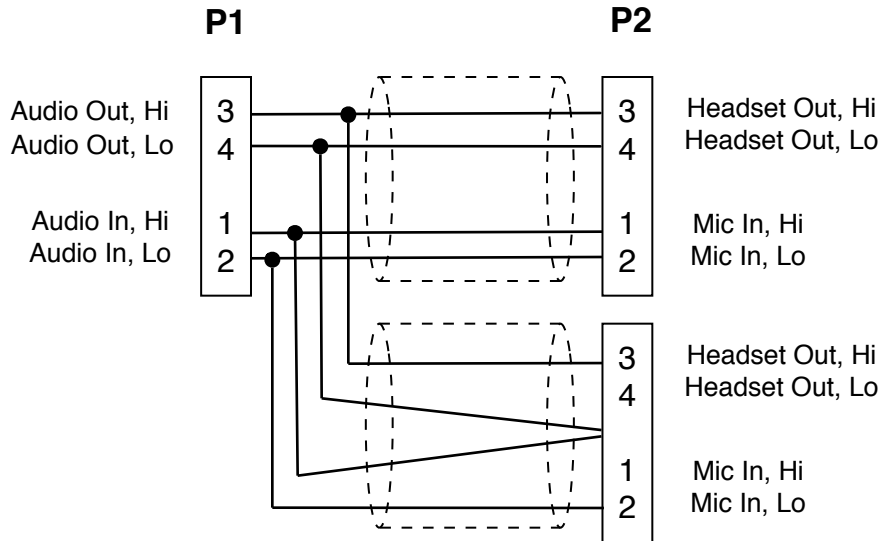 P1
P2
Audio Out, Hi
3
3
Headset Out, Hi
Audio Out, Lo
4
4
Headset Out, Lo
Audio In, Hi
1
1
Mic In, Hi
Audio In, Lo
2
2
Mic In, Lo
3
Headset Out, Hi
4
Headset Out, Lo
1
Mic In, Hi
2
Mic In, Lo